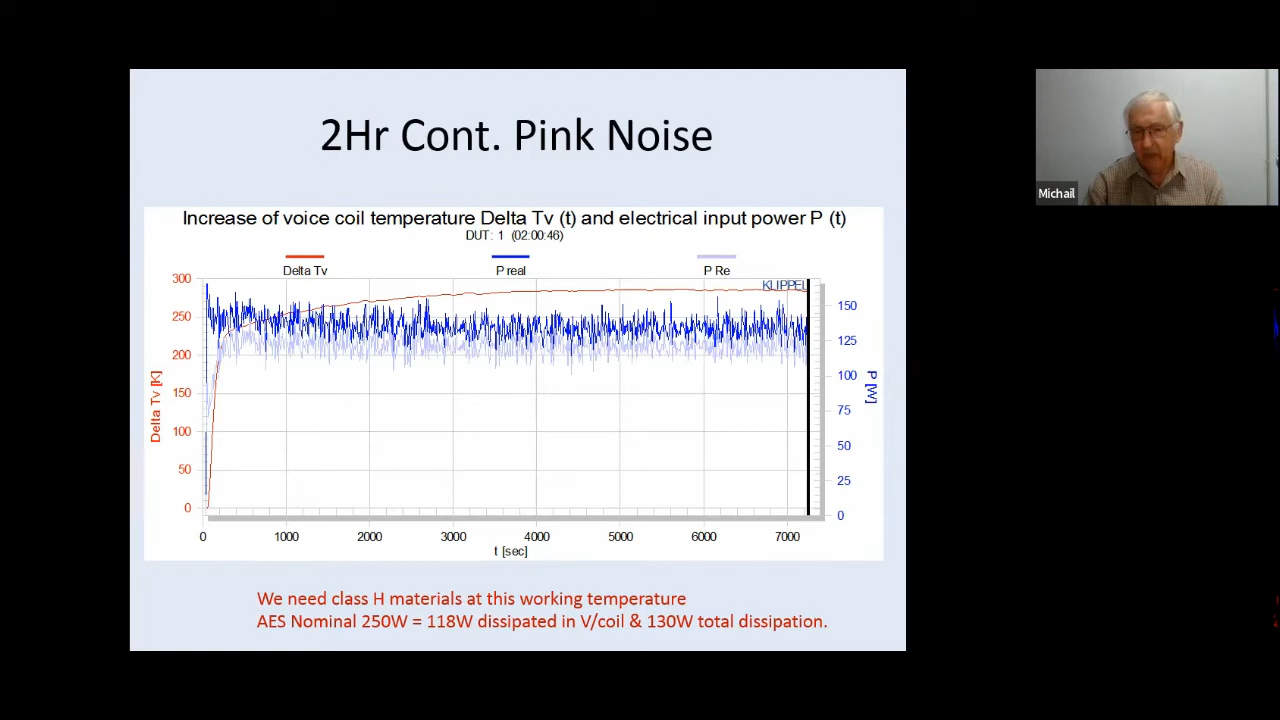 2Hr Cont. Pink Noise
Michail
Increase of voice coil temperature Delta Tv (t) and electrical input power P (t)
DUT: 1 (02:00:46)
Delta Tv
P real
P Re
KLIPPEL
300
250
200
150
100
50
0
Delta Tv [K]
150
125
100
75
50
25
0
P [W]
0 1000 2000 3000 4000 5000 6000 7000
t [sec]
We need class H materials at this working temperature
AES Nominal 250W = 118W dissipated in V/coil & 130W total dissipation.